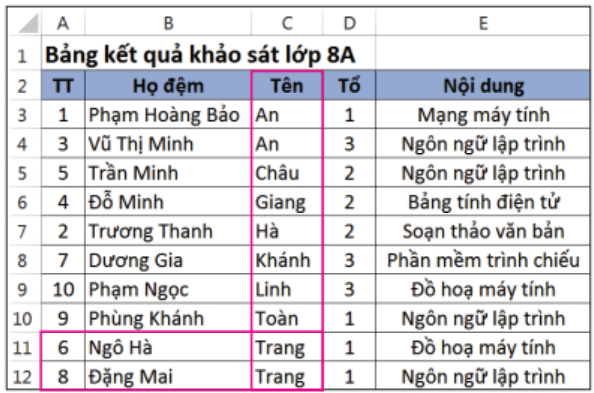 A B C D E
1 Bảng kết quả khảo sát lớp 8A
2 TT Họ đệm Tên Tổ Nội dung
3 1 Phạm Hoàng Bảo An 1 Mạng máy tính
4 3 Vũ Thị Minh An 3 Ngôn ngữ lập trình
5 5 Trần Minh Châu 2 Ngôn ngữ lập trình
6 4 Đỗ Minh Giang 2 Bảng tính điện tử
7 2 Trương Thanh Hà 2 Soạn thảo văn bản
8 7 Dương Gia Khánh 3 Phần mềm trình chiếu
9 10 Phạm Ngọc Linh 3 Đồ hoạ máy tính
10 9 Phùng Khánh Toàn 1 Ngôn ngữ lập trình
11 6 Ngô Hà Trang 1 Đồ hoạ máy tính
12 8 Đặng Mai Trang 1 Ngôn ngữ lập trình